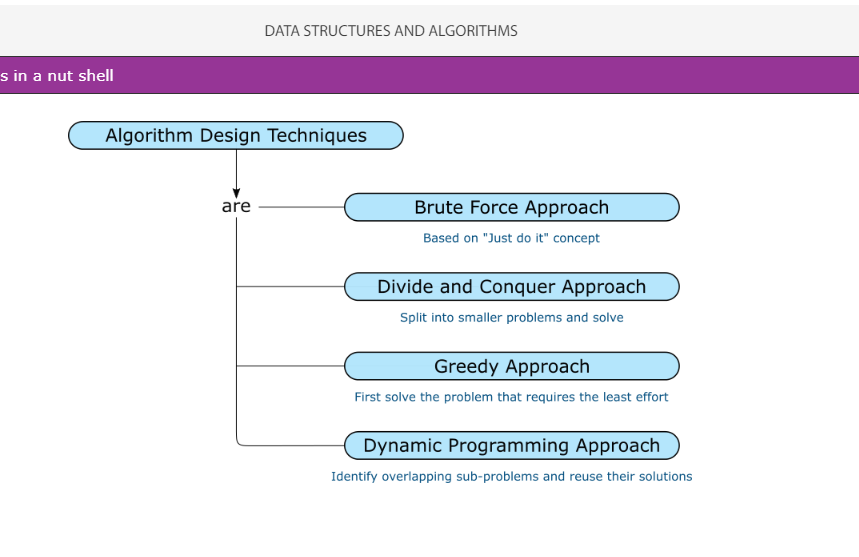 DATA STRUCTURES AND ALGORITHMS
s in a nut shell
Algorithm Design Techniques
are
Brute Force Approach
Based on "Just do it" concept
Divide and Conquer Approach
Split into smaller problems and solve
Greedy Approach
First solve the problem that requires the least effort
Dynamic Programming Approach
Identify overlapping sub-problems and reuse their solutions